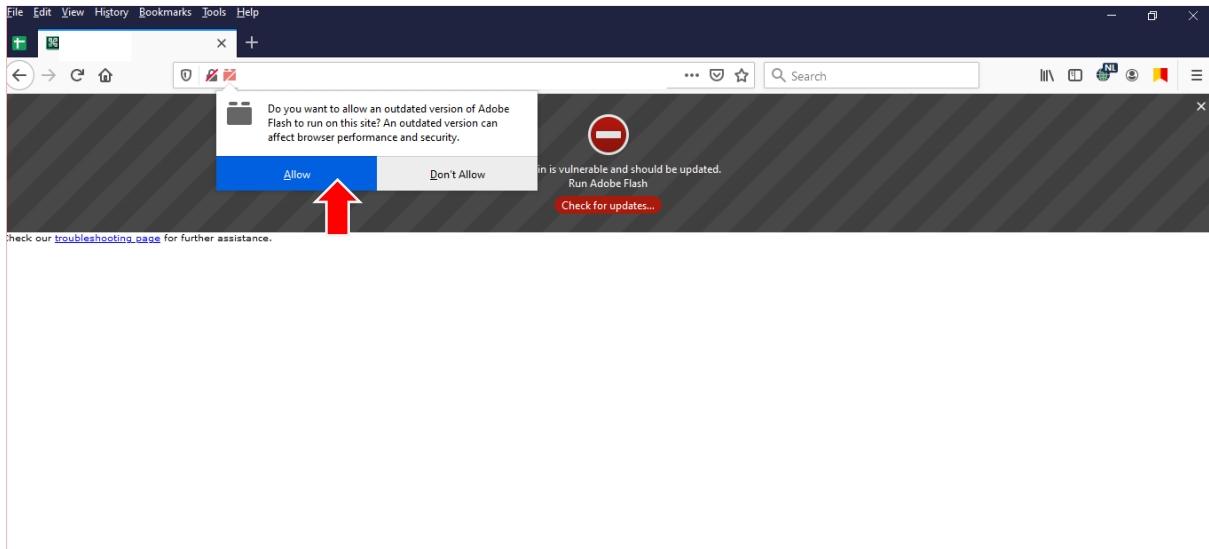 File Edit View History Bookmarks Tools Help
Search
NL
Do you want to allow an outdated version of Adobe
Flash to run on this site? An outdated version can
affect browser performance and security.
Allow
Don't Allow
is vulnerable and should be updated.
Run Adobe Flash
Check for updates...
Check our troubleshooting page for further assistance.